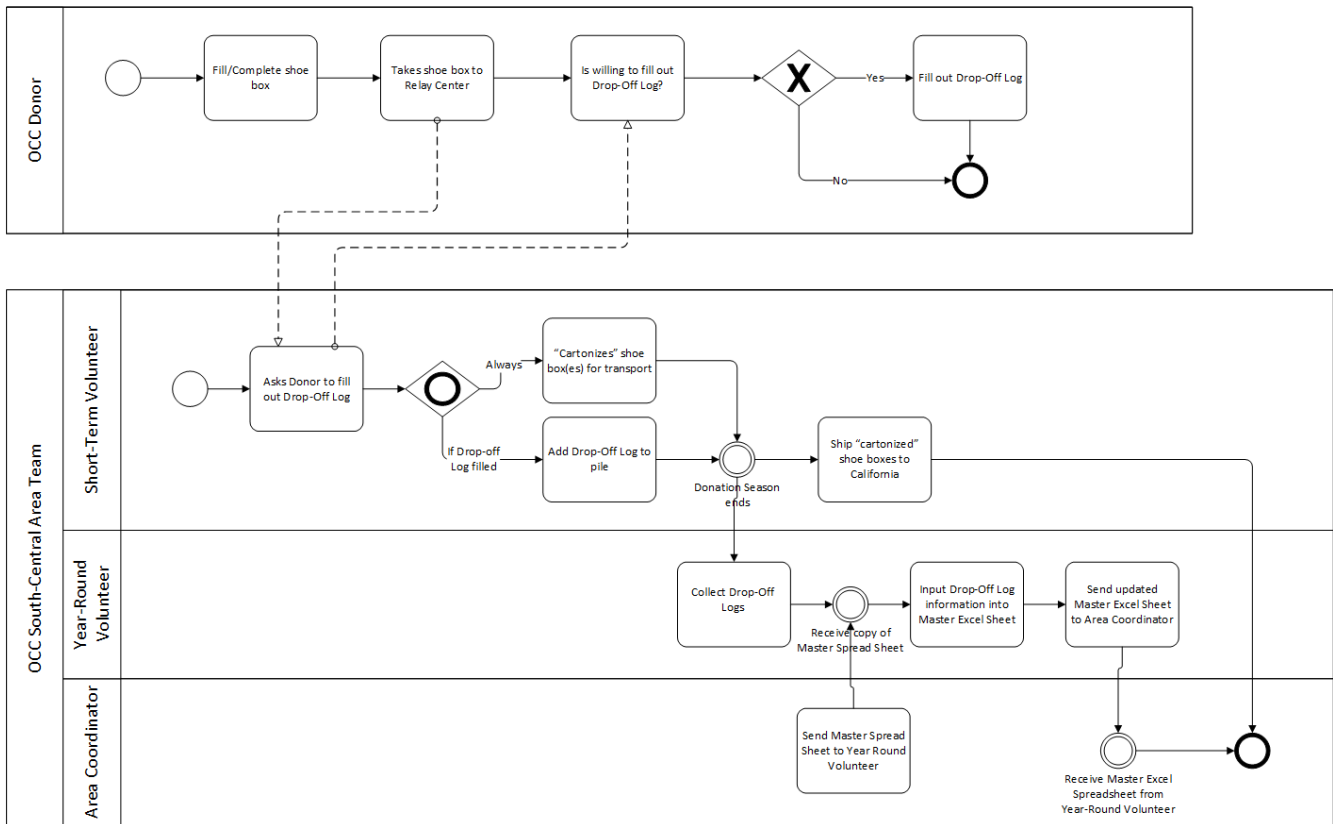 OCC Donor
Fill/Complete shoe
box
Takes shoe box to
Relay Center
Is willing to fill out
Drop-Off Log?
X
Yes
Fill out Drop-Off Log
No
OCC South-Central Area Team
Short-Term Volunteer
Asks Donor to fill
out Drop-Off Log
Always
"Cartonizes" shoe
box(es) for transport
If Drop-off
Log filled
Add Drop-Off Log to
pile
Donation Season
ends
Ship "cartonized"
shoe boxes to
California
Year-Round
Volunteer
Collect Drop-Off
Logs
Receive copy of
Master Spread Sheet
Input Drop-Off Log
information into
Master Excel Sheet
Send updated
Master Excel Sheet
to Area Coordinator
Area Coordinator
Send Master Spread
Sheet to Year Round
Volunteer
Receive Master Excel
Spreadsheet from
Year-Round Volunteer